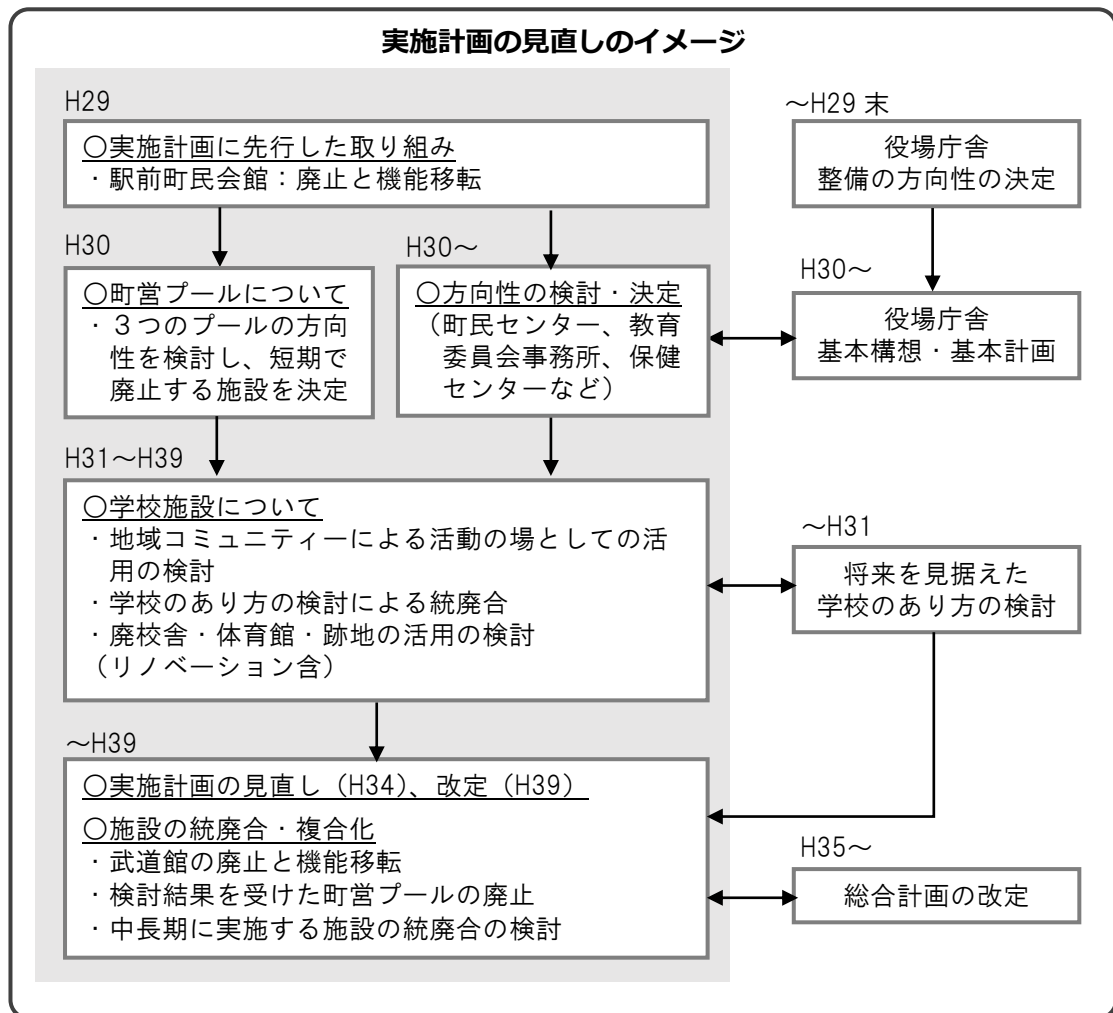 実施計画の見直しのイメージ
H29
○実施計画に先行した取り組み
・駅前町民会館：廃止と機能移転
～H29 末
役場庁舎
整備の方向性の決定
H30
○町営プールについて
・３つのプールの方向
性を検討し、短期で
廃止する施設を決定
H30～
○方向性の検討・決定
（町民センター、教育
委員会事務所、保健
センターなど）
H30～
役場庁舎
基本構想・基本計画
H31～H39
○学校施設について
・地域コミュニティーによる活動の場としての活
用の検討
・学校のあり方の検討による統廃合
・廃校舎・体育館・跡地の活用の検討
（リノベーション含）
～H31
将来を見据えた
学校のあり方の検討
～H39
○実施計画の見直し（H34）、改定（H39）
○施設の統廃合・複合化
・武道館の廃止と機能移転
・検討結果を受けた町営プールの廃止
・中長期に実施する施設の統廃合の検討
H35～
総合計画の改定